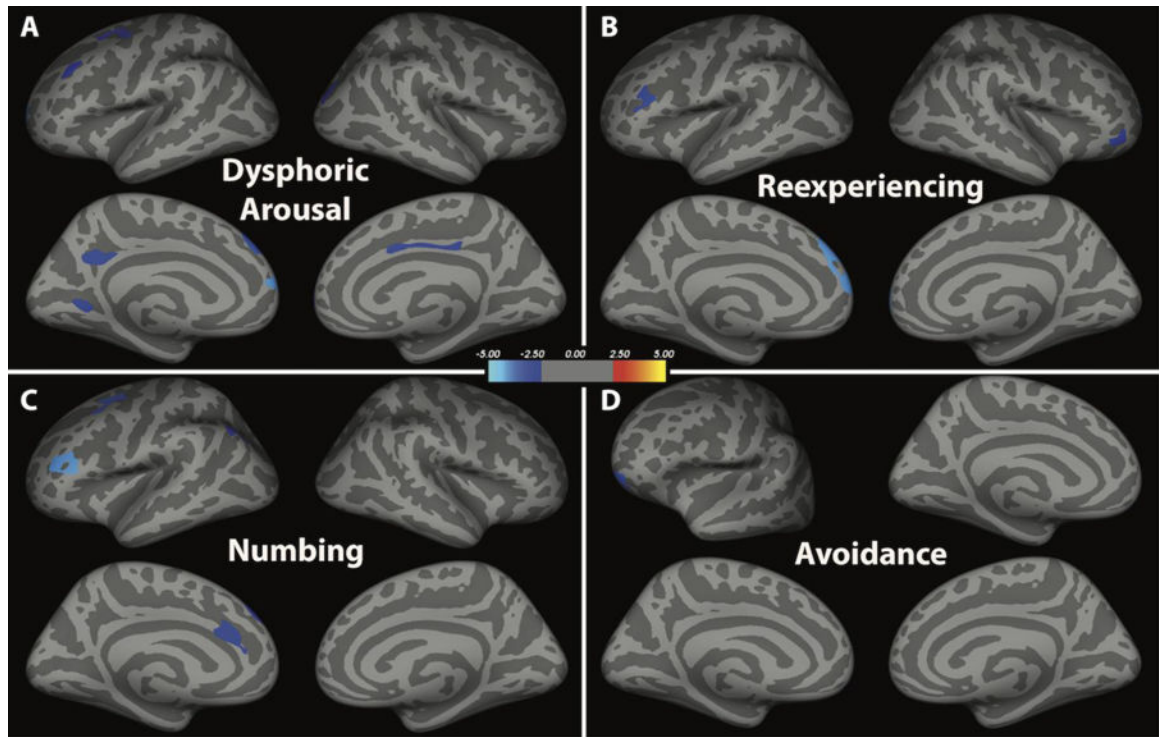 A
B
Dysphoric
Arousal
Reexperiencing
-5.00 -2.50 0.00 2.50 5.00
C
D
Numbing
Avoidance